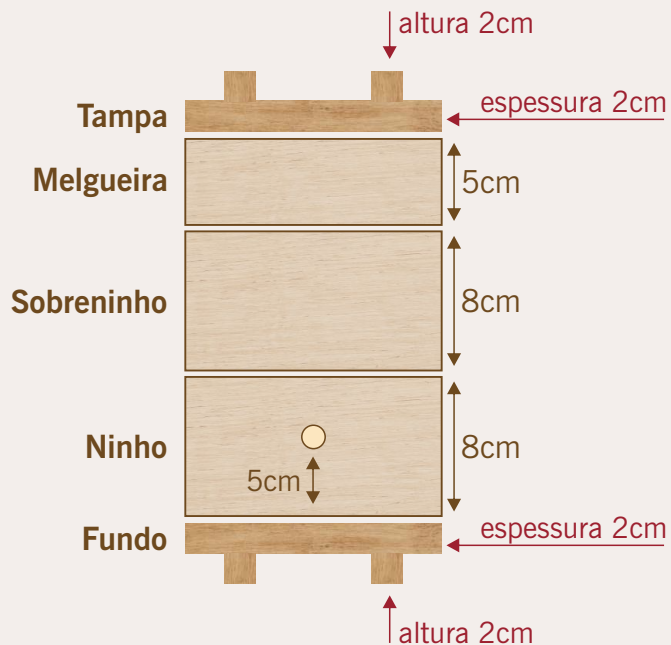 altura 2cm
espessura 2cm
Tampa
Melgueira
5cm
Sobreninho
8cm
Ninho
8cm
5cm
espessura 2cm
Fundo
altura 2cm